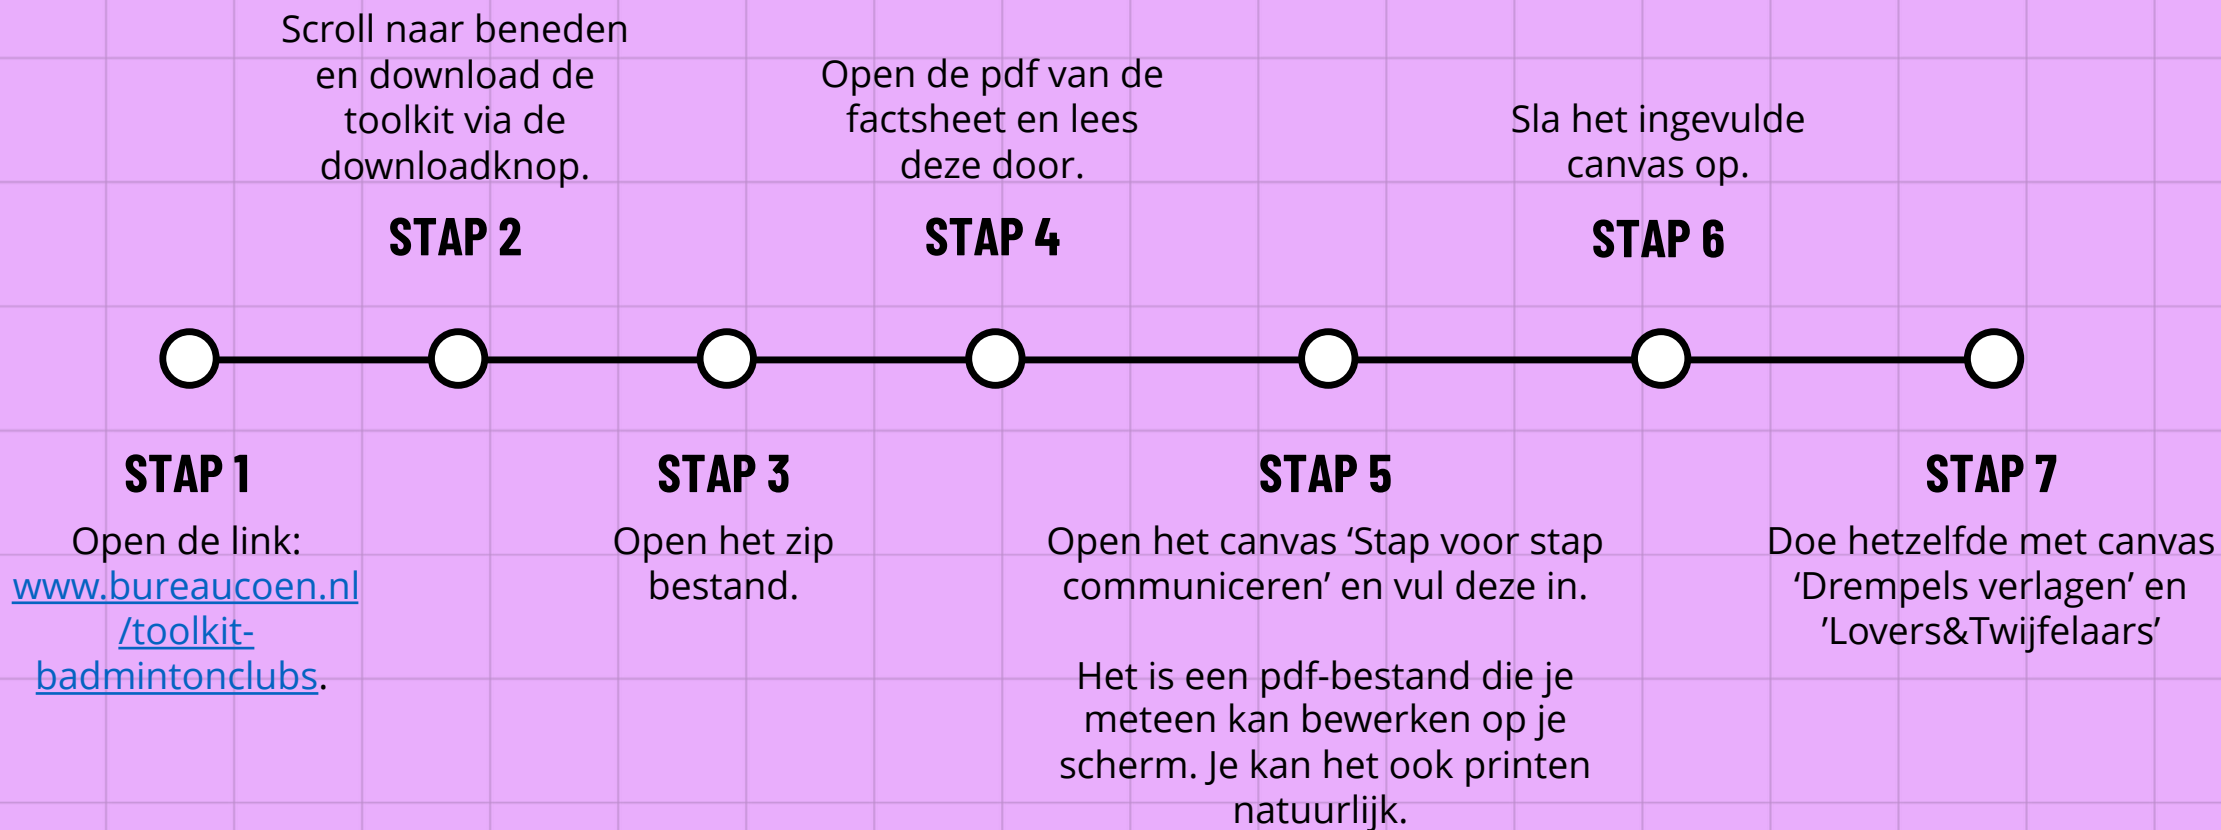 STAP 1
Open de link:
www.bureaucoen.nl
/toolkit-
badmintonclubs.
Scroll naar beneden
en download de
toolkit via de
downloadknop.
STAP 2
STAP 3
Open het zip
bestand.
Open de pdf van de
factsheet en lees
deze door.
STAP 4
STAP 5
Open het canvas ‘Stap voor stap
communiceren’ en vul deze in.
Het is een pdf-bestand die je
meteen kan bewerken op je
scherm. Je kan het ook printen
natuurlijk.
Sla het ingevulde
canvas op.
STAP 6
STAP 7
Doe hetzelfde met canvas
‘Drempels verlagen’ en
’Lovers&Twijfelaars’